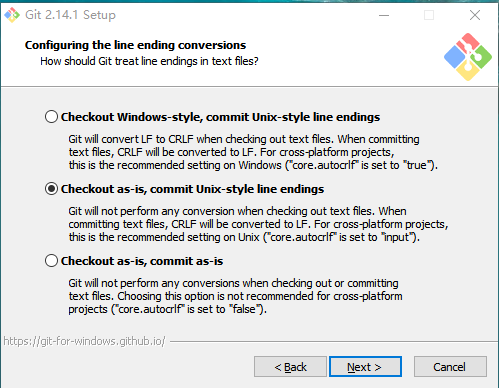 Git 2.14.1 Setup
Configuring the line ending conversions
How should Git treat line endings in text files?
Checkout Windows-style, commit Unix-style line endings
Git will convert LF to CRLF when checking out text files. When committing
text files, CRLF will be converted to LF. For cross-platform projects,
this is the recommended setting on Windows ("core.autocrlf" is set to "true").
Checkout as-is, commit Unix-style line endings
Git will not perform any conversion when checking out text files. When
committing text files, CRLF will be converted to LF. For cross-platform projects,
this is the recommended setting on Unix ("core.autocrlf" is set to "input").
Checkout as-is, commit as-is
Git will not perform any conversions when checking out or committing
text files. Choosing this option is not recommended for cross-platform
projects ("core.autocrlf" is set to "false").
https://git-for-windows.github.io/
< Back
Next >
Cancel